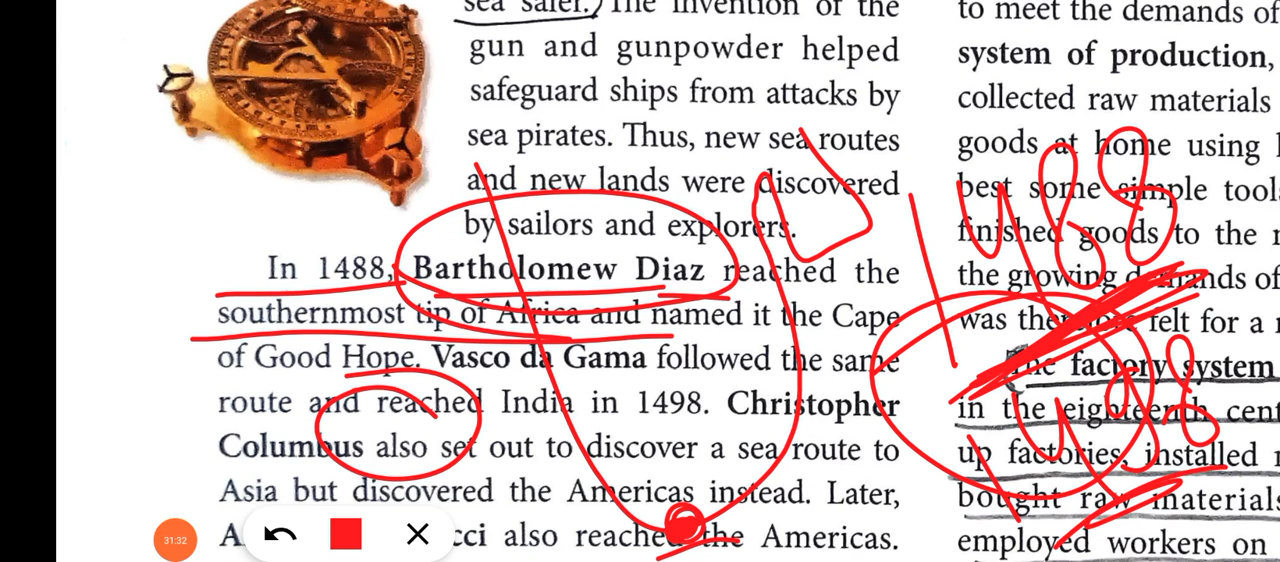 sea safer. The invention of the
gun and gunpowder helped
safeguard ships from attacks by
sea pirates. Thus, new sea routes
and new lands were discovered
by sailors and explorers.
In 1488, Bartholomew Diaz reached the
southernmost tip of Africa and named it the Cape
of Good Hope. Vasco da Gama followed the same
route and reached India in 1498. Christopher
Columbus also set out to discover a sea route to
Asia but discovered the Americas instead. Later,
also reached the Americas.
31:32
to meet the demands of
system of production,
collected raw materials
goods at home using
best some simple tools
finished goods to the
the growing demands of
was felt for a
The factory system
in the eighteenth
up factories, installed
bought raw materials
employed workers on
1488
1498